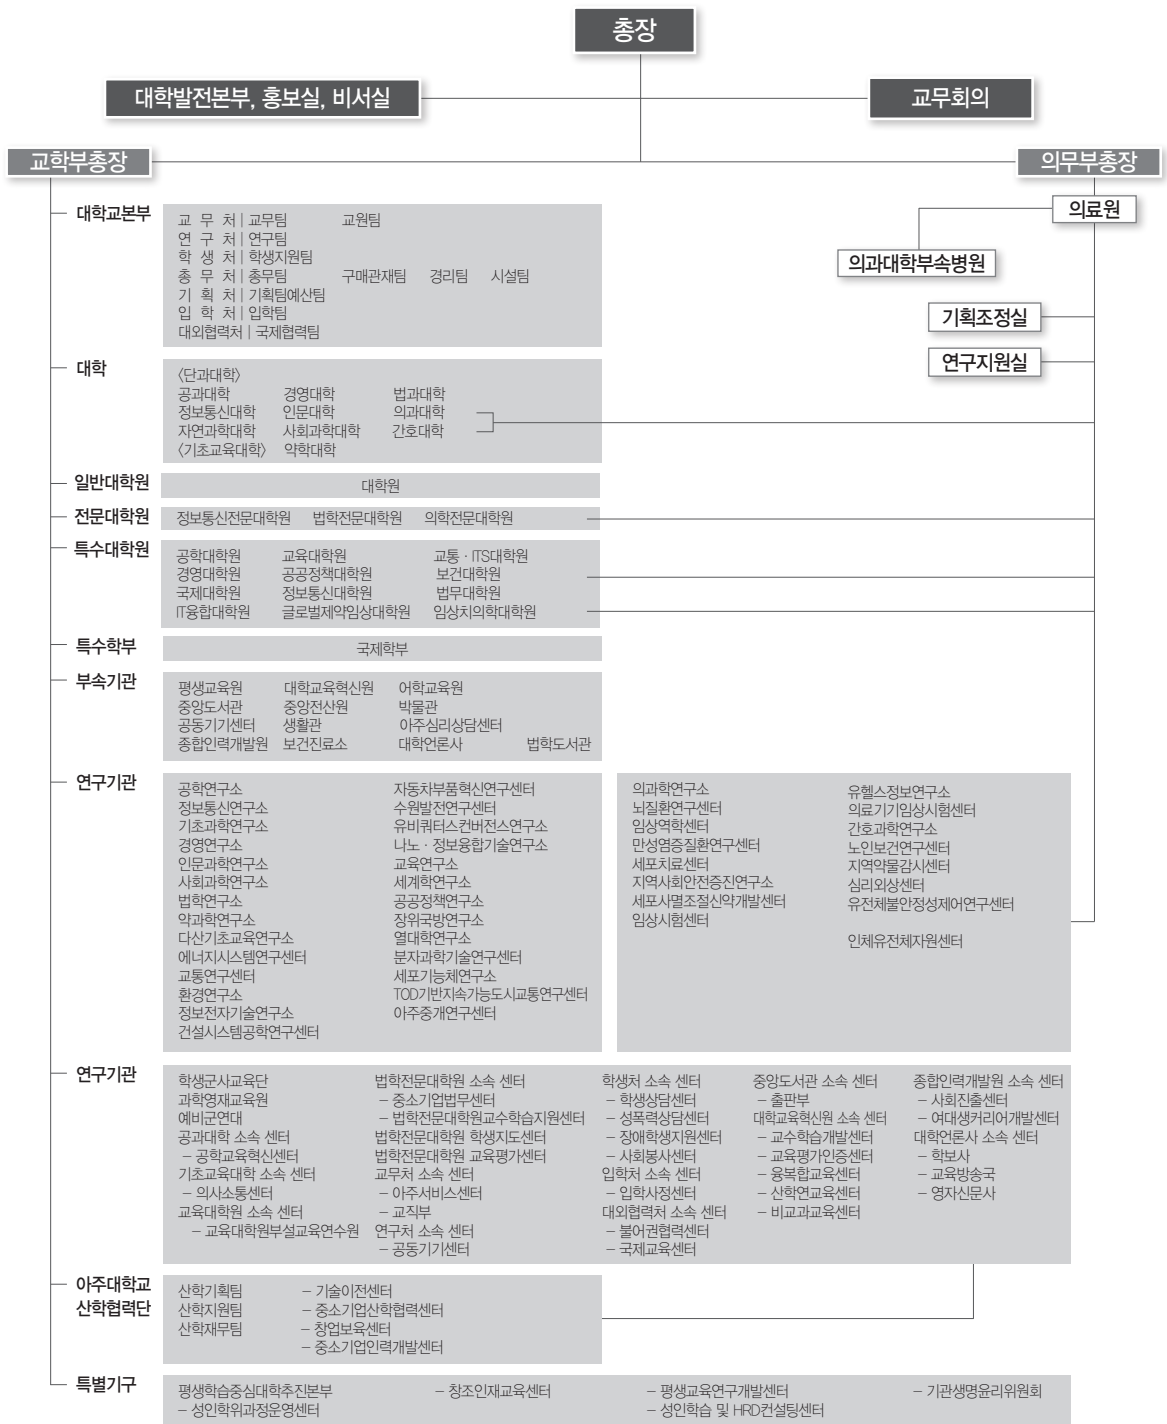 총장
대학발전본부, 홍보실, 비서실
교무회의
교학부총장
의무부총장
의료원
의과대학부속병원
기획조정실
연구지원실
대학교본부
교 무 처 | 교무팀 교원팀
연 구 처 | 연구팀
학 생 처 | 학생지원팀
총 무 처 | 총무팀 구매관재팀 경리팀 시설팀
기 획 처 | 기획팀예산팀
입 학 처 | 입학팀
대외협력처 | 국제협력팀
대학
〈단과대학〉
공과대학 경영대학 법과대학
정보통신대학 인문대학 의과대학
자연과학대학 사회과학대학 간호대학
〈기초교육대학〉 약학대학
일반대학원
대학원
전문대학원
정보통신전문대학원 법학전문대학원 의학전문대학원
특수대학원
공학대학원 교육대학원 교통 · ITS대학원
경영대학원 공공정책대학원 보건대학원
국제대학원 정보통신대학원 법무대학원
IT융합대학원 글로벌제약임상대학원 임상치의학대학원
특수학부
국제학부
부속기관
평생교육원 대학교육혁신원 어학교육원
중앙도서관 중앙전산원 박물관
공동기기센터 생활관 아주심리상담센터
종합인력개발원 보건진료소 대학언론사 법학도서관
연구기관
공학연구소 자동차부품혁신연구센터
정보통신연구소 수원발전연구센터
기초과학연구소 유비쿼터스컨버전스연구소
경영연구소 나노 · 정보융합기술연구소
인문과학연구소 교육연구소
사회과학연구소 세계학연구소
법학연구소 공공정책연구소
약과학연구소 장위국방연구소
다산기초교육연구소 열대학연구소
에너지시스템연구센터 분자과학기술연구센터
교통연구센터 세포기능체연구소
환경연구소 TOD기반지속가능도시교통연구센터
정보전자기술연구소 아주중개연구센터
건설시스템공학연구센터
의과학연구소 유헬스정보연구소
뇌질환연구센터 의료기기임상시험센터
임상역학센터 간호과학연구소
만성염증질환연구센터 노인보건연구센터
세포치료센터 지역약물감시센터
지역사회안전증진연구소 심리외상센터
세포사멸조절신약개발센터 유전체불안정성제어연구센터
임상시험센터
인체유전체자원센터
연구기관
학생군사교육단 법학전문대학원 소속 센터 학생처 소속 센터 중앙도서관 소속 센터 종합인력개발원 소속 센터
과학영재교육원 – 중소기업법무센터 – 학생상담센터 – 출판부 – 사회진출센터
예비군연대 – 법학전문대학원교수학습지원센터 – 성폭력상담센터 대학교육혁신원 소속 센터 – 여대생커리어개발센터
공과대학 소속 센터 법학전문대학원 학생지도센터 – 장애학생지원센터 – 교수학습개발센터 대학언론사 소속 센터
– 공학교육혁신센터 법학전문대학원 교육평가센터 – 사회봉사센터 – 교육평가인증센터 – 학보사
기초교육대학 소속 센터 교무처 소속 센터 입학처 소속 센터 – 융복합교육센터 – 교육방송국
– 의사소통센터 – 아주서비스센터 – 입학사정센터 – 산학연교육센터 – 영자신문사
교육대학원 소속 센터 – 교직부 대외협력처 소속 센터 – 비교과교육센터
– 교육대학원부설교육연수원 연구처 소속 센터 – 불어권협력센터
– 공동기기센터 – 국제교육센터
아주대학교
산학협력단
산학기획팀 – 기술이전센터
산학지원팀 – 중소기업산학협력센터
산학재무팀 – 창업보육센터
– 중소기업인력개발센터
특별기구
평생학습중심대학추진본부 – 창조인재교육센터 – 평생교육연구개발센터 – 기관생명윤리위원회
– 성인학위과정운영센터 – 성인학습 및 HRD컨설팅센터